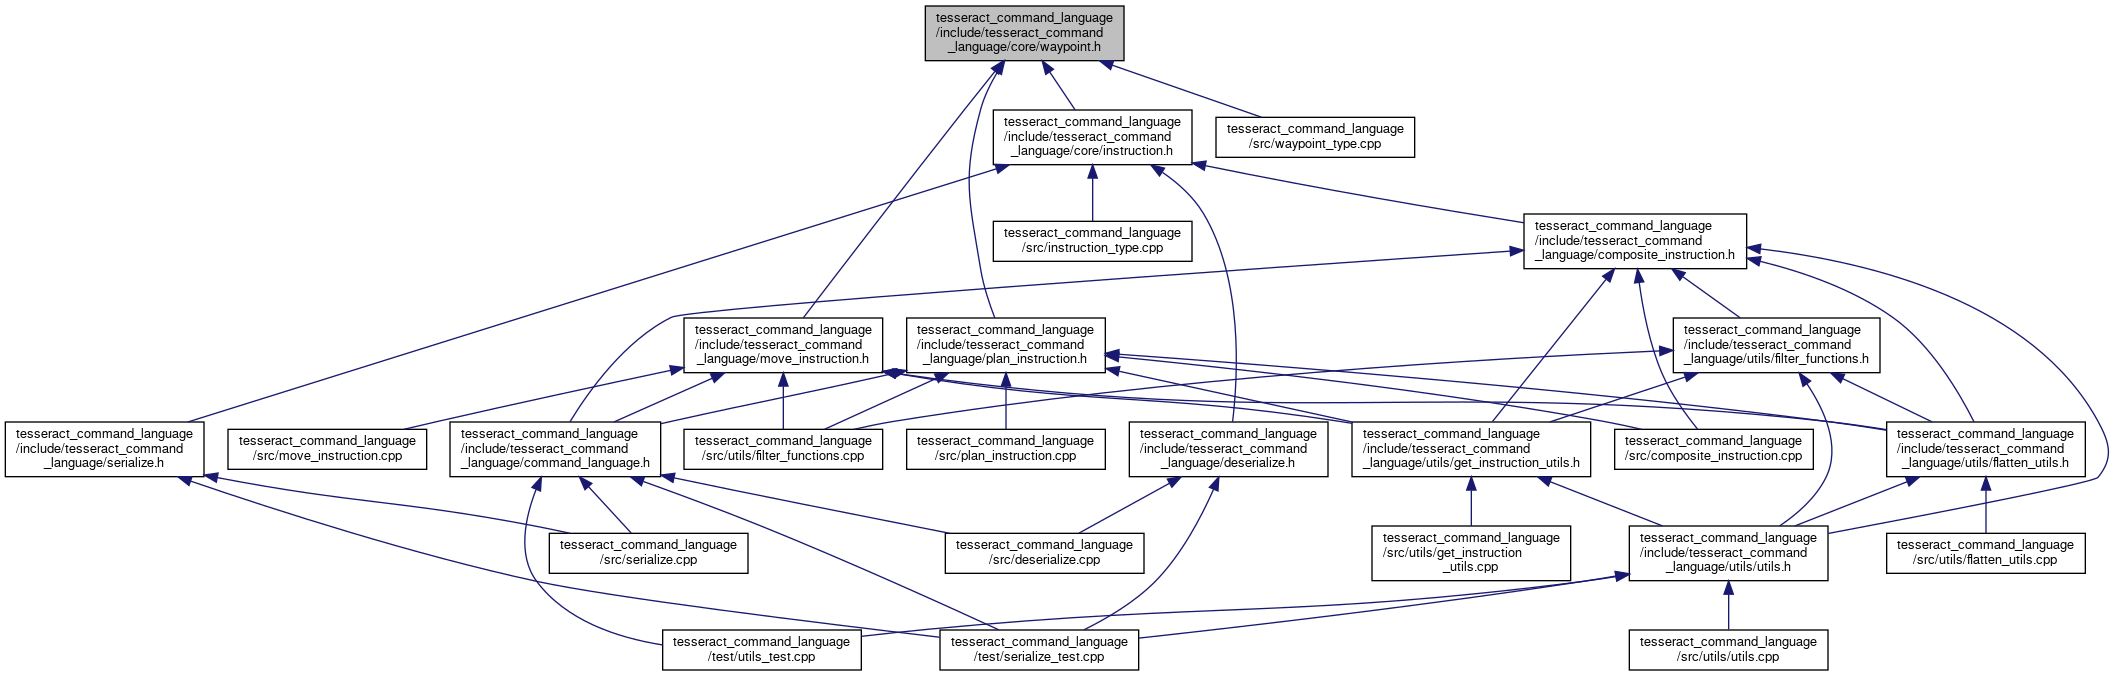 tesseract_command_language
/include/tesseract_command
_language/core/waypoint.h
tesseract_command_language
/include/tesseract_command
_language/core/instruction.h
tesseract_command_language
/src/waypoint_type.cpp
tesseract_command_language
/src/instruction_type.cpp
tesseract_command_language
/include/tesseract_command
_language/composite_instruction.h
tesseract_command_language
/include/tesseract_command
_language/move_instruction.h
tesseract_command_language
/include/tesseract_command
_language/plan_instruction.h
tesseract_command_language
/include/tesseract_command
_language/utils/filter_functions.h
tesseract_command_language
/include/tesseract_command
_language/serialize.h
tesseract_command_language
/src/move_instruction.cpp
tesseract_command_language
/include/tesseract_command
_language/command_language.h
tesseract_command_language
/src/utils/filter_functions.cpp
tesseract_command_language
/src/plan_instruction.cpp
tesseract_command_language
/include/tesseract_command
_language/deserialize.h
tesseract_command_language
/include/tesseract_command
_language/utils/get_instruction_utils.h
tesseract_command_language
/src/composite_instruction.cpp
tesseract_command_language
/include/tesseract_command
_language/utils/flatten_utils.h
tesseract_command_language
/src/serialize.cpp
tesseract_command_language
/src/deserialize.cpp
tesseract_command_language
/src/utils/get_instruction
_utils.cpp
tesseract_command_language
/include/tesseract_command
_language/utils/utils.h
tesseract_command_language
/src/utils/flatten_utils.cpp
tesseract_command_language
/test/utils_test.cpp
tesseract_command_language
/test/serialize_test.cpp
tesseract_command_language
/src/utils/utils.cpp